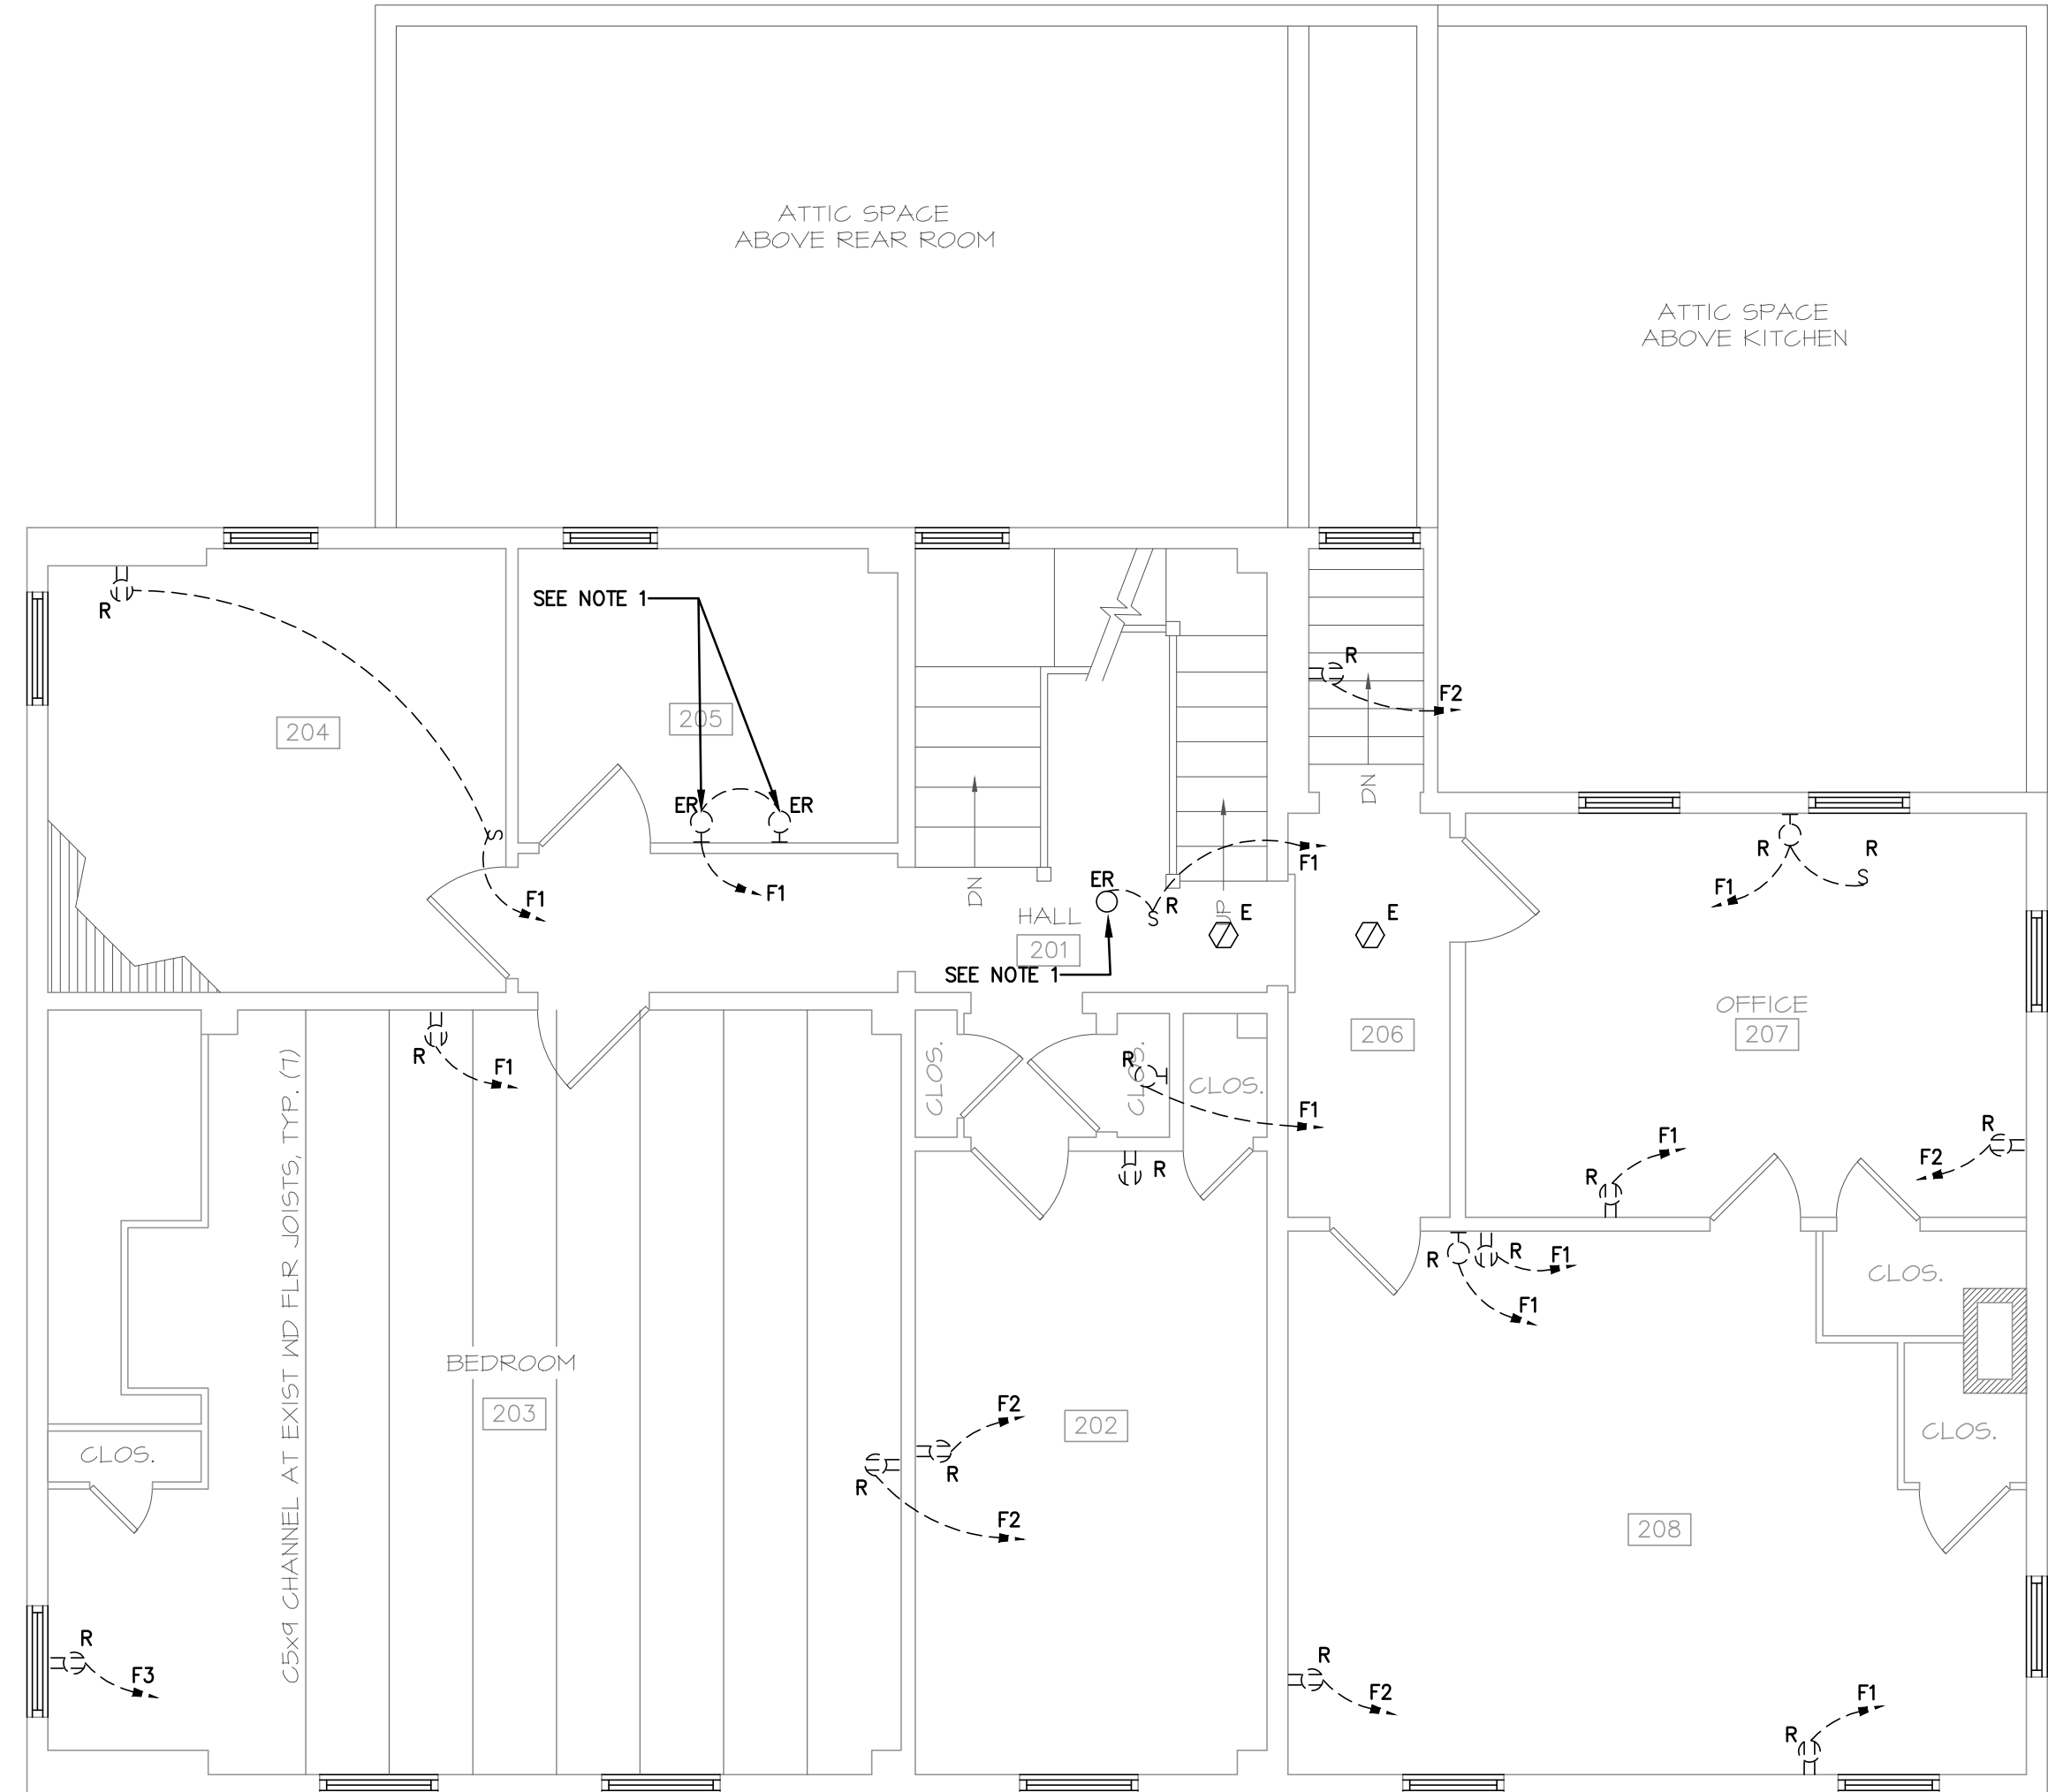 ATTIC SPACE
ABOVE REAR ROOM
ATTIC SPACE
ABOVE KITCHEN
SEE NOTE 1
R
R
F2
204
205
DN
ER
ER
S
F1
F1
DN
ER
R
S
F1
UP
E
E
HALL
201
SEE NOTE 1
R
R
S
F1
OFFICE
207
206
R
F1
CLOS.
R
CLOS.
CLOS.
F1
R
F1
R
R
F2
R
C5x9 CHANNEL AT EXIST WD FLR JOISTS, TYP. (7)
R
R
F1
F1
CLOS.
BEDROOM
203
F2
202
R
R
F2
CLOS.
CLOS.
208
R
F3
R
F2
R
F1